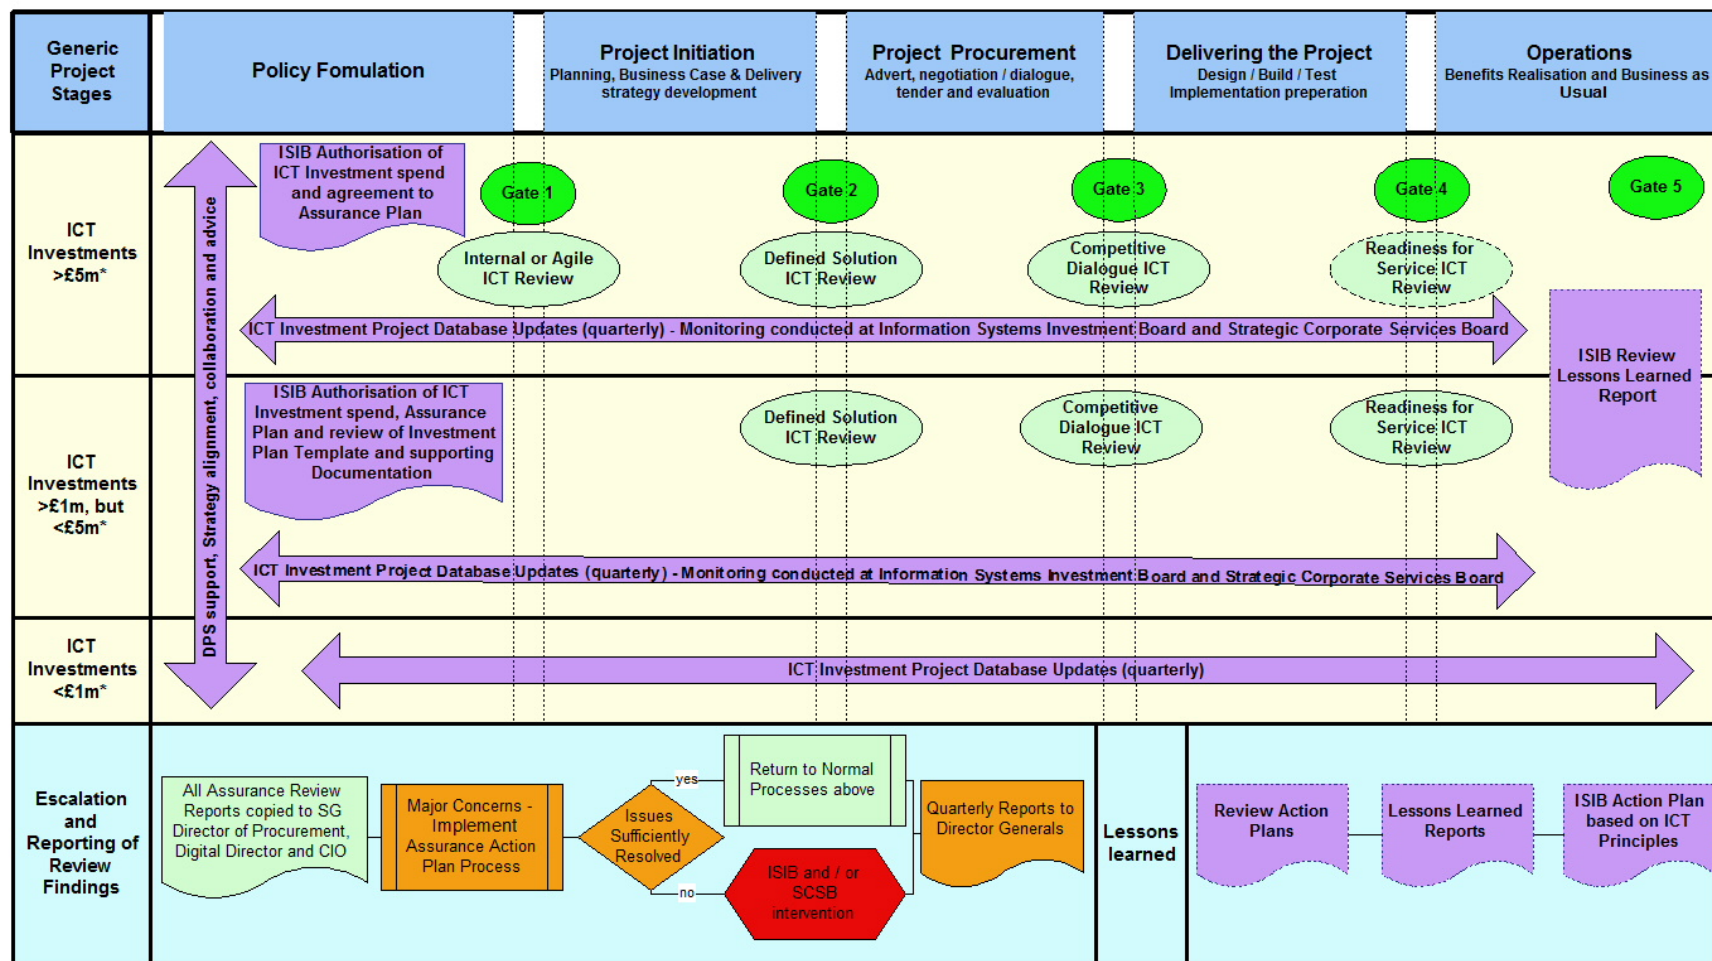 Generic
Project
Stages
Policy Fomulation
Project Initiation
Planning, Business Case & Delivery
strategy development
Project Procurement
Advert, negotiation / dialogue,
tender and evaluation
Delivering the Project
Design / Build / Test
Implementation preperation
Operations
Benefits Realisation and Business as
Usual
ICT
Investments
>£5m*
DPS support, Strategy alignment, collaboration and advice
ISIB Authorisation of
ICT Investment spend
and agreement to
Assurance Plan
Gate 1
Gate 2
Gate 3
Gate 4
Gate 5
Internal or Agile
ICT Review
Defined Solution
ICT Review
Competitive
Dialogue ICT
Review
Readiness for
Service ICT
Review
ICT Investment Project Database Updates (quarterly) - Monitoring conducted at Information Systems Investment Board and Strategic Corporate Services Board
ISIB Review
Lessons Learned
Report
ICT
Investments
>£1m, but
<£5m*
ISIB Authorisation of ICT
Investment spend, Assurance
Plan and review of Investment
Plan Template and supporting
Documentation
Defined Solution
ICT Review
Competitive
Dialogue ICT
Review
Readiness for
Service ICT
Review
ICT Investment Project Database Updates (quarterly) - Monitoring conducted at Information Systems Investment Board and Strategic Corporate Services Board
ICT
Investments
<£1m*
ICT Investment Project Database Updates (quarterly)
Escalation
and
Reporting of
Review
Findings
All Assurance Review
Reports copied to SG
Director of Procurement,
Digital Director and CIO
Major Concerns -
Implement
Assurance Action
Plan Process
Issues
Sufficiently
Resolved
yes
no
Return to Normal
Processes above
ISIB and / or
SCSB
intervention
Quarterly Reports to
Director Generals
Lessons
learned
Review Action
Plans
Lessons Learned
Reports
ISIB Action Plan
based on ICT
Principles